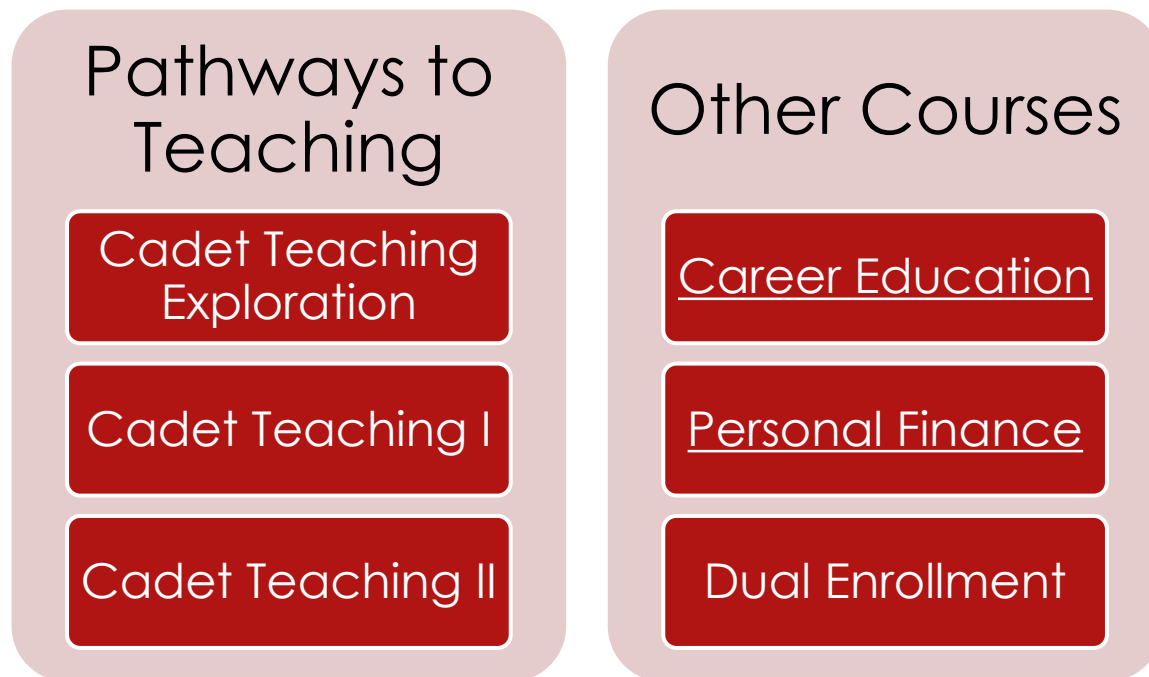 Pathways to
Teaching
Cadet Teaching
Exploration
Cadet Teaching I
Cadet Teaching II
Other Courses
Career Education
Personal Finance
Dual Enrollment